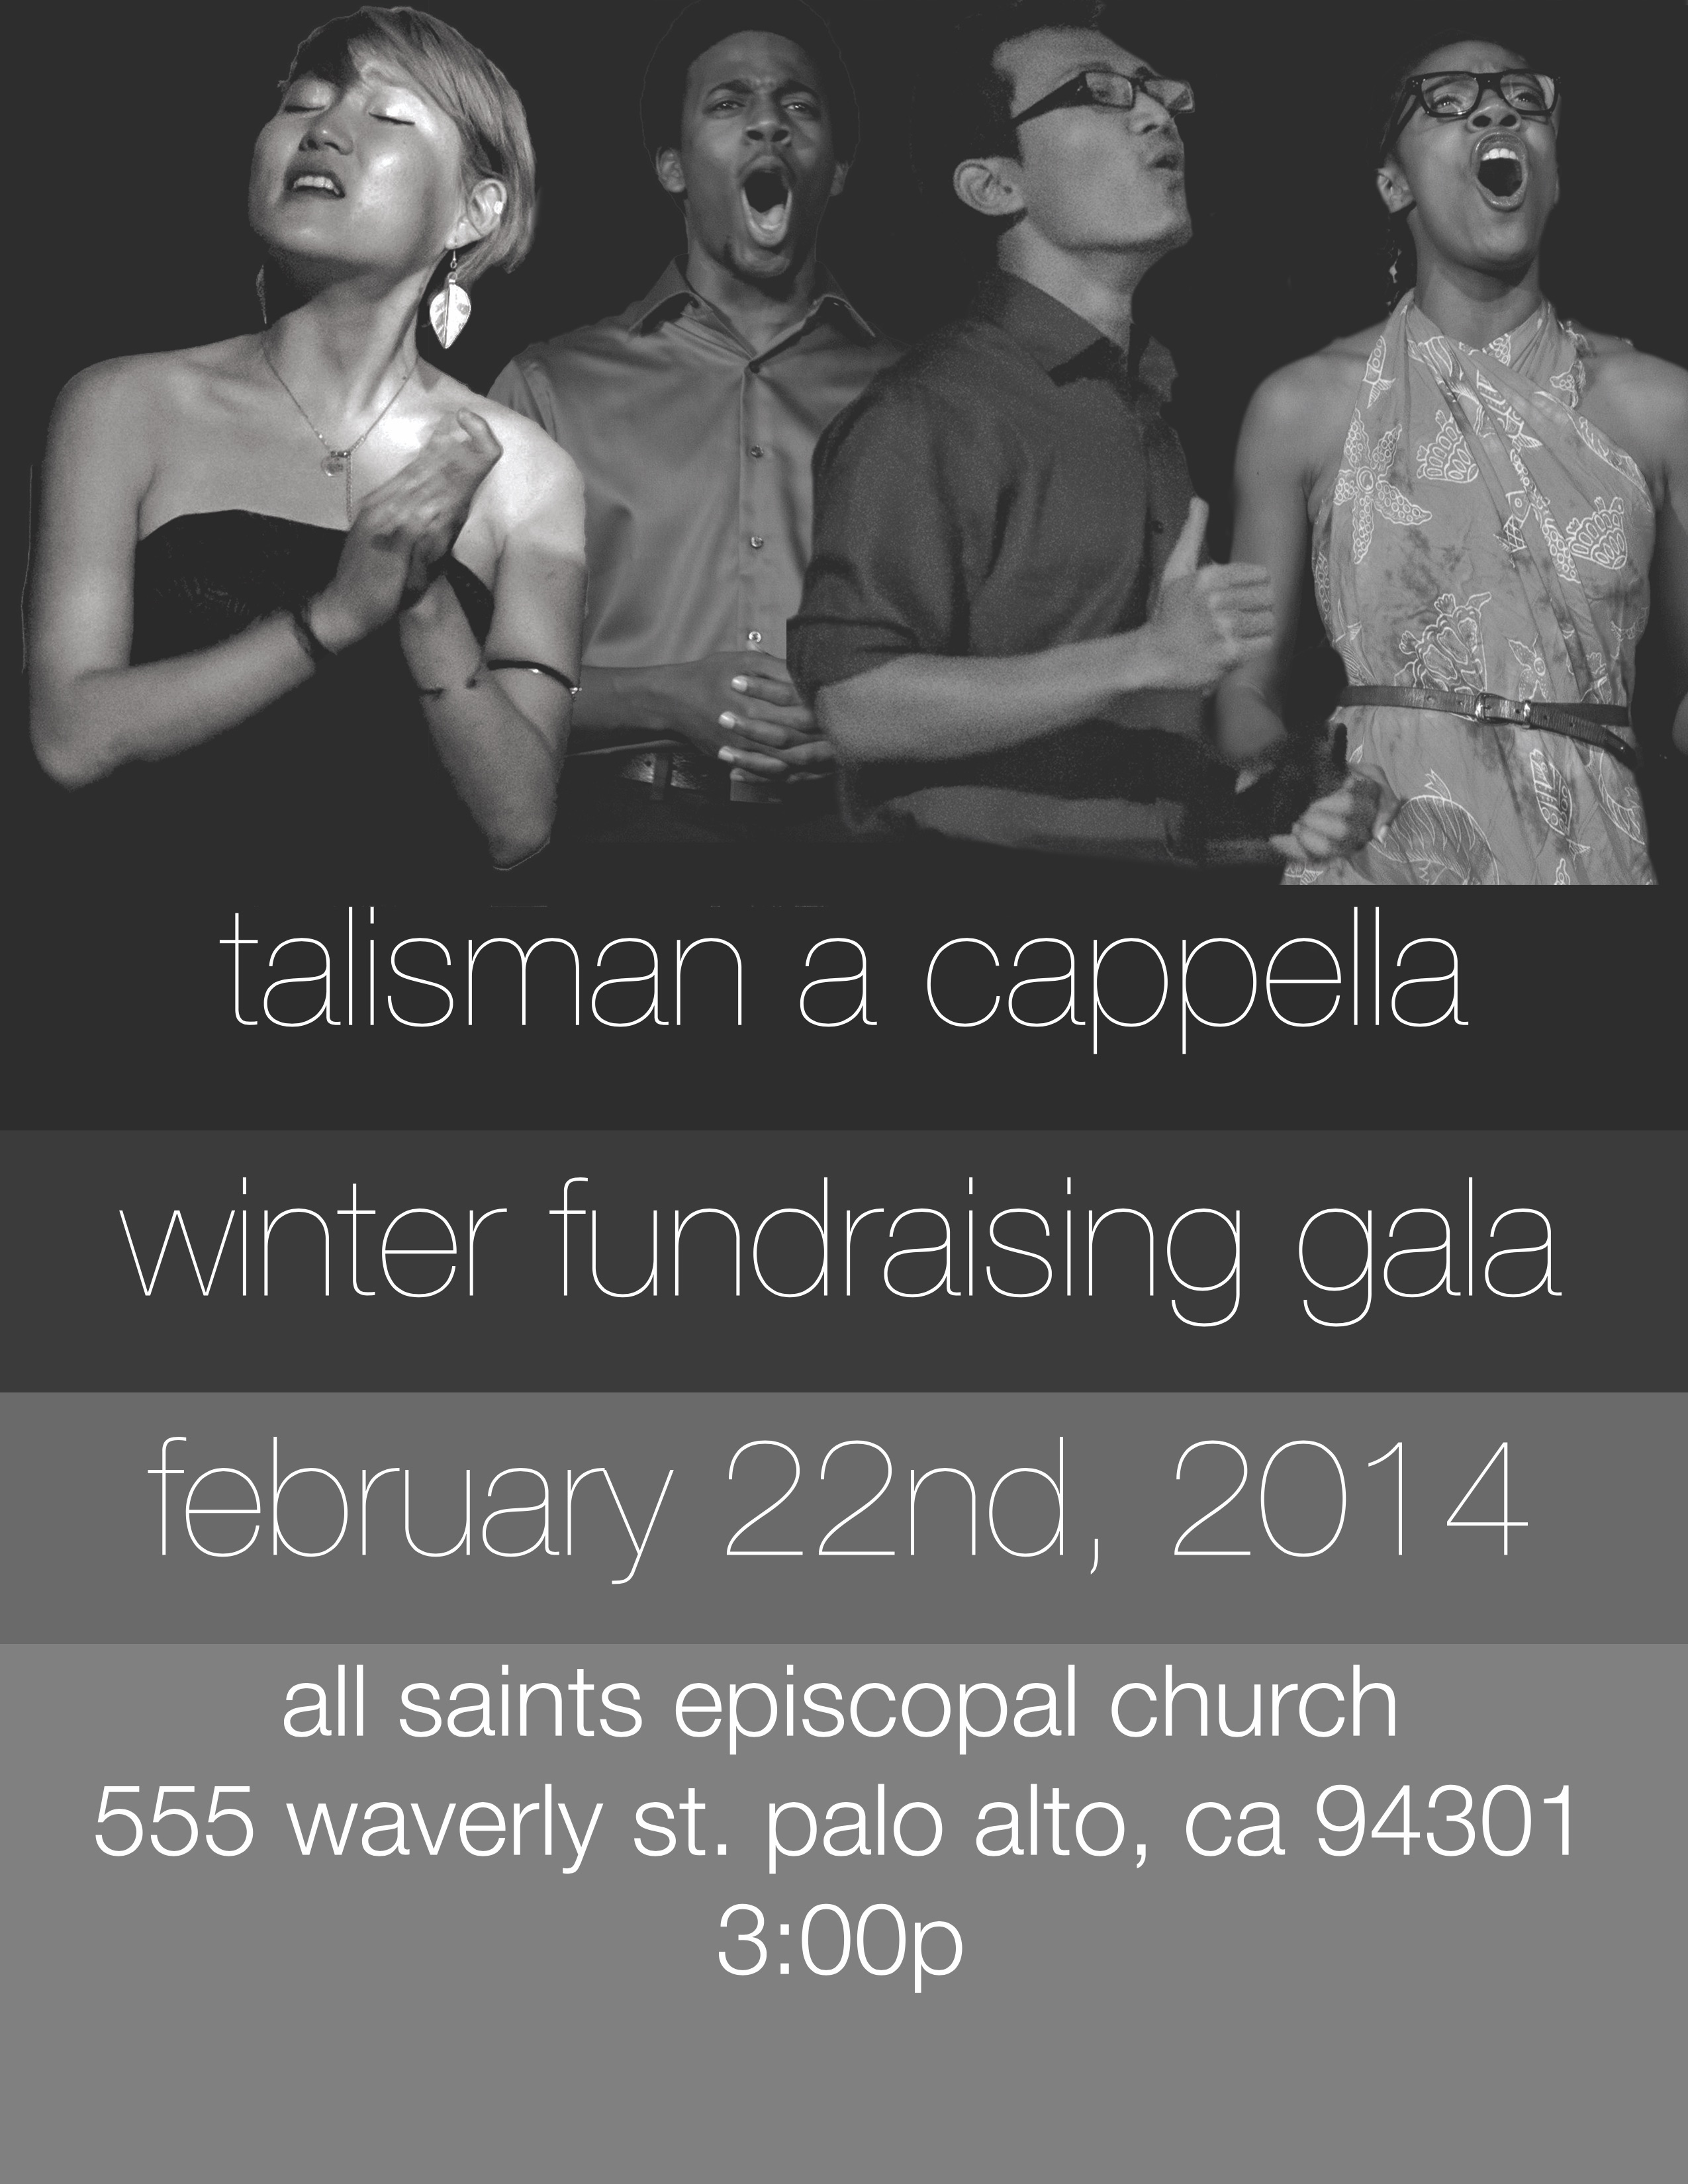 talisman a cappella
winter fundraising gala
february 22nd, 2014
all saints episcopal church
555 waverly st. palo alto, ca 94301
3:00p